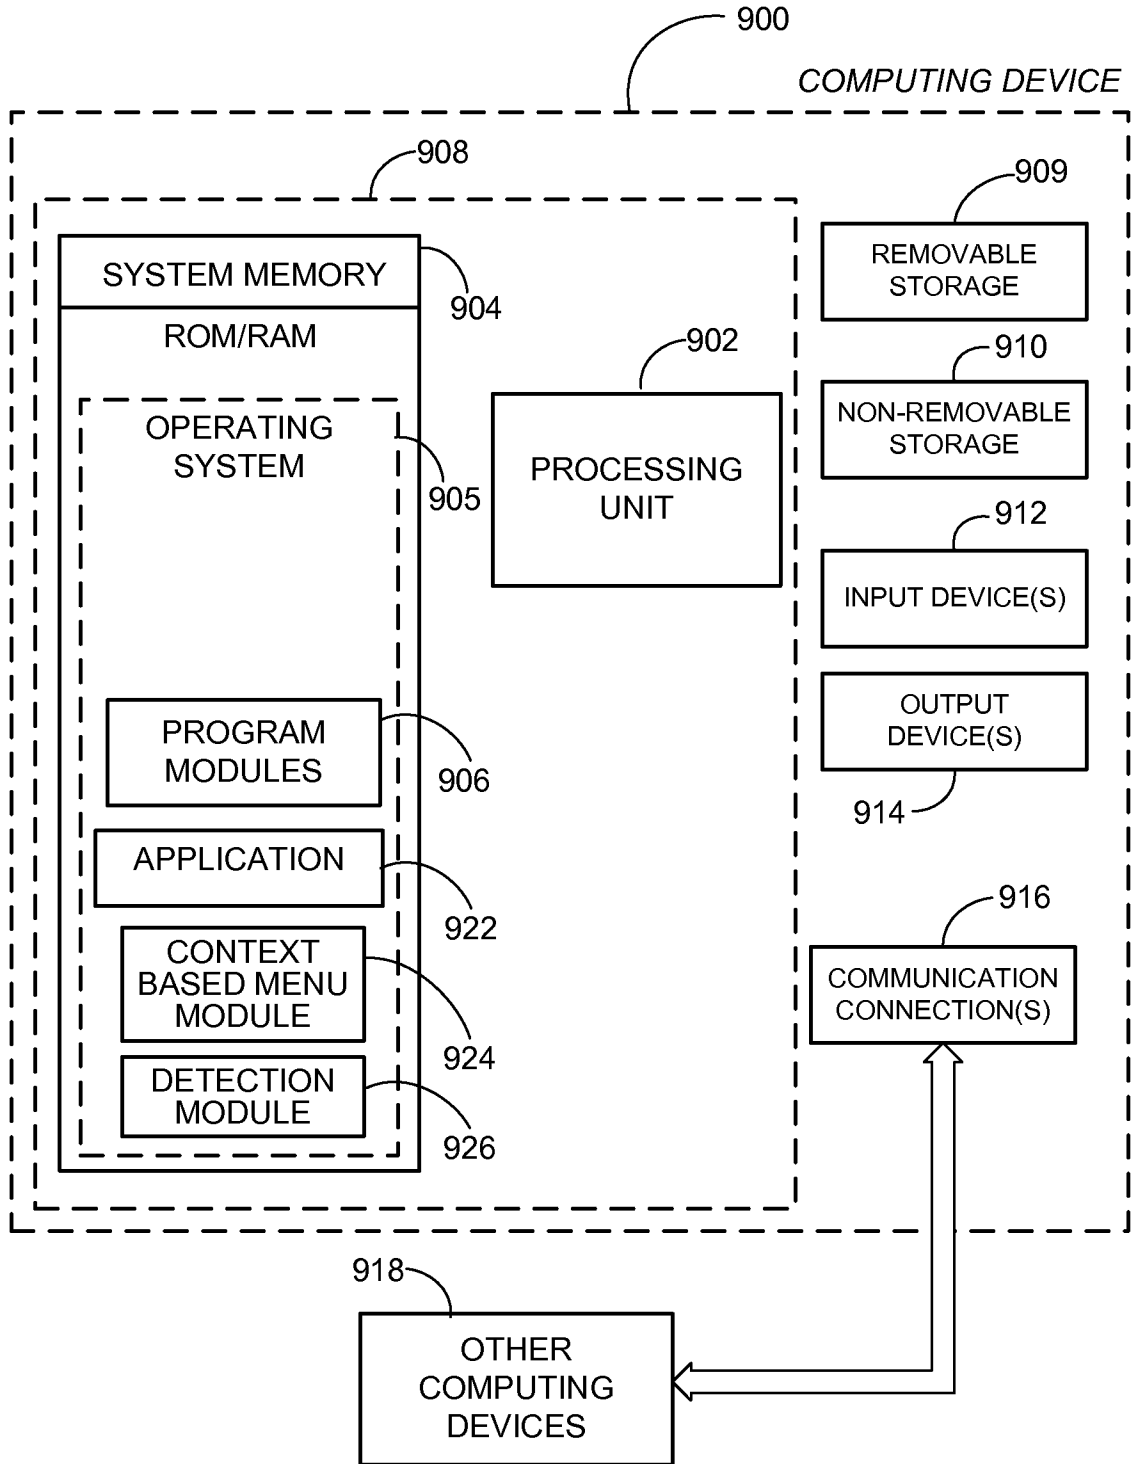 900
COMPUTING DEVICE
908
909
SYSTEM MEMORY
904
ROM/RAM
REMOVABLE
STORAGE
902
910
OPERATING
SYSTEM
905
PROCESSING
UNIT
NON-REMOVABLE
STORAGE
912
INPUT DEVICE(S)
OUTPUT
DEVICE(S)
914
PROGRAM
MODULES
906
APPLICATION
922
916
CONTEXT
BASED MENU
MODULE
924
COMMUNICATION
CONNECTION(S)
DETECTION
MODULE
926
918
OTHER
COMPUTING
DEVICES